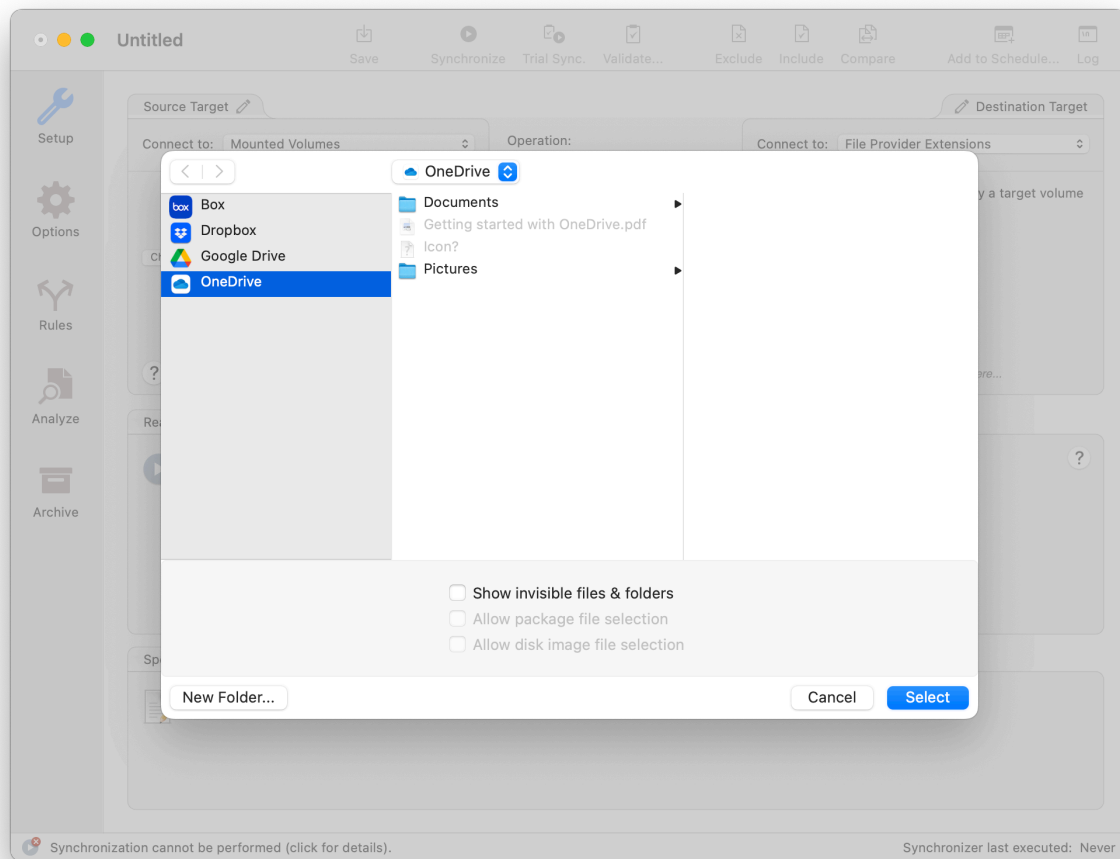 Untitled
Save
Synchronize
Trial Sync.
Validate...
Exclude
Include
Compare
Add to Schedule...
Log
Setup
Options
Rules
Analyze
Archive
Source Target
Destination Target
Connect to: Mounted Volumes
Operation:
Connect to: File Provider Extensions
y a target volume
OneDrive
box Box
Dropbox
Google Drive
OneDrive
Documents
Getting started with OneDrive.pdf
Icon?
Pictures
?
ere...
Rea
?
Show invisible files & folders
Allow package file selection
Allow disk image file selection
Spe
New Folder...
Cancel
Select
Synchronization cannot be performed (click for details).
Synchronizer last executed: Never